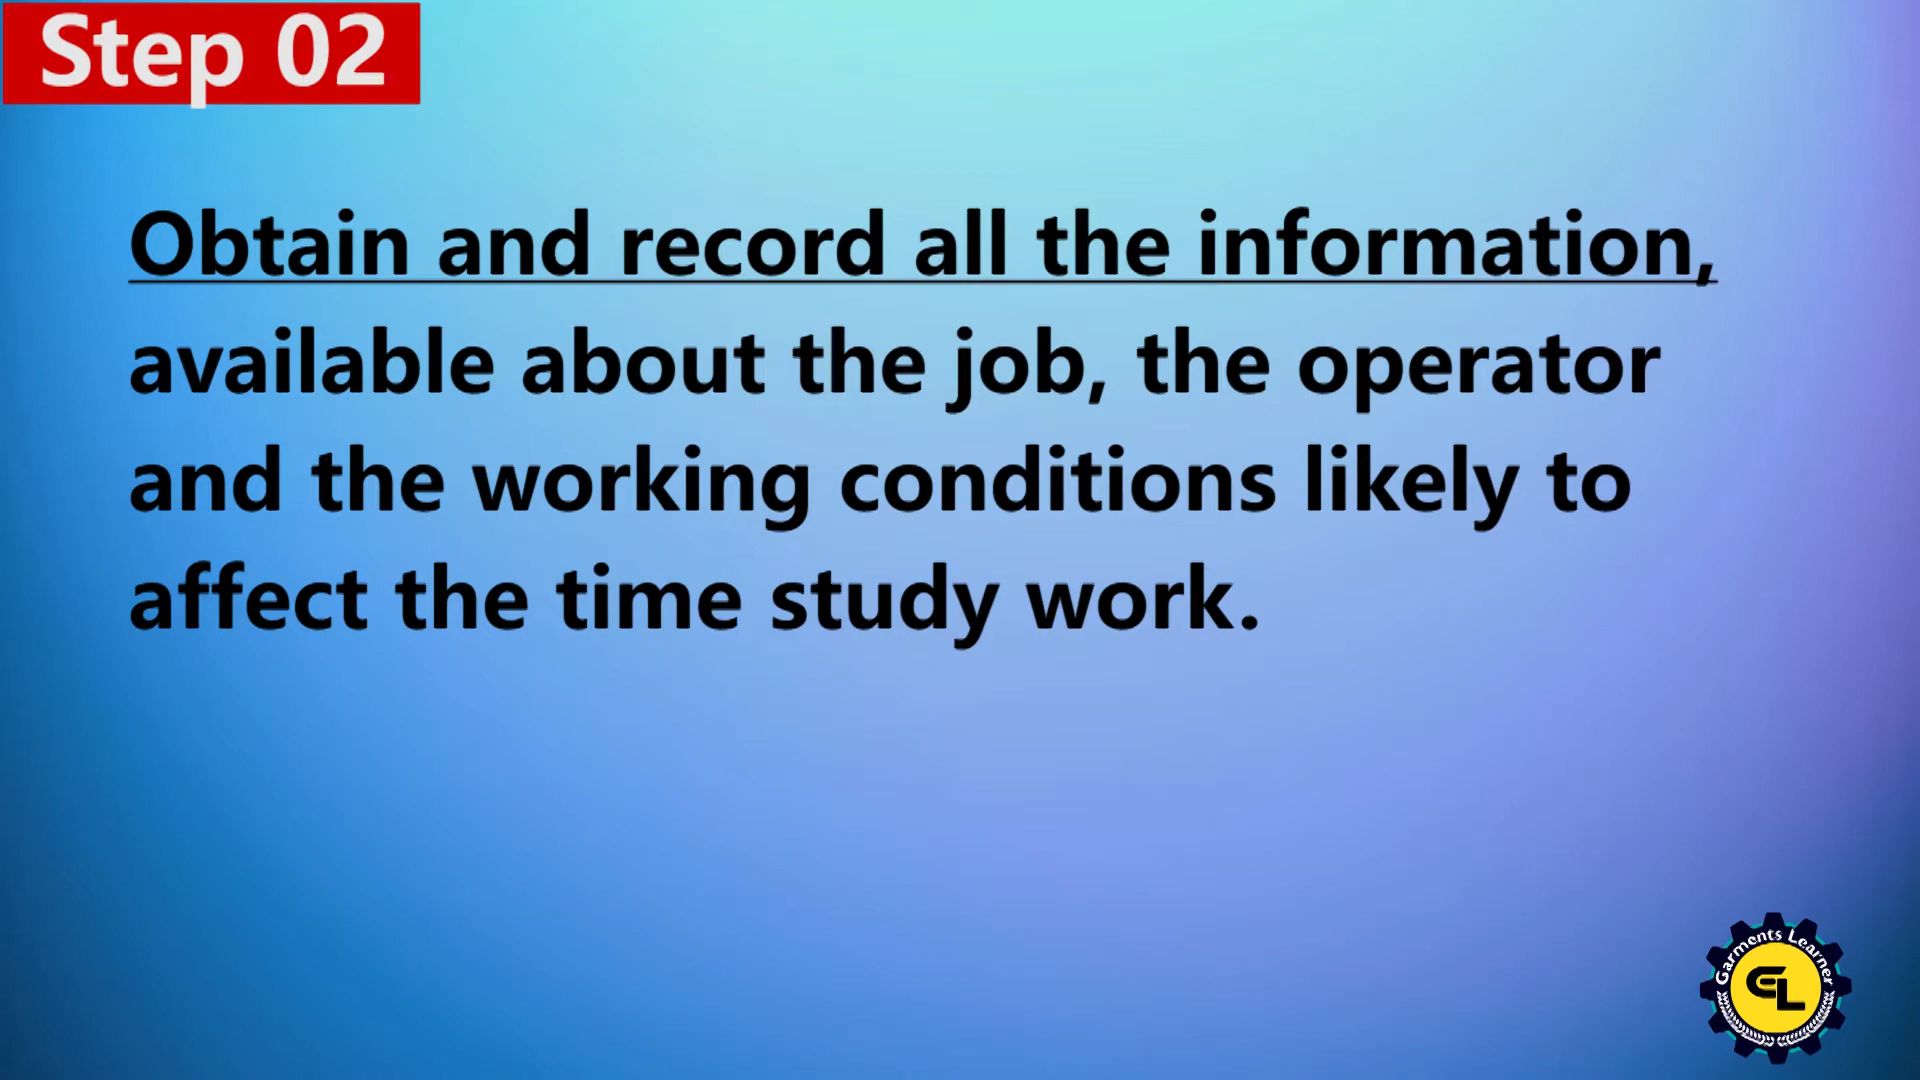 Step 02
Obtain and record all the information,
available about the job, the operator
and the working conditions likely to
affect the time study work.
Garments Learner
GL